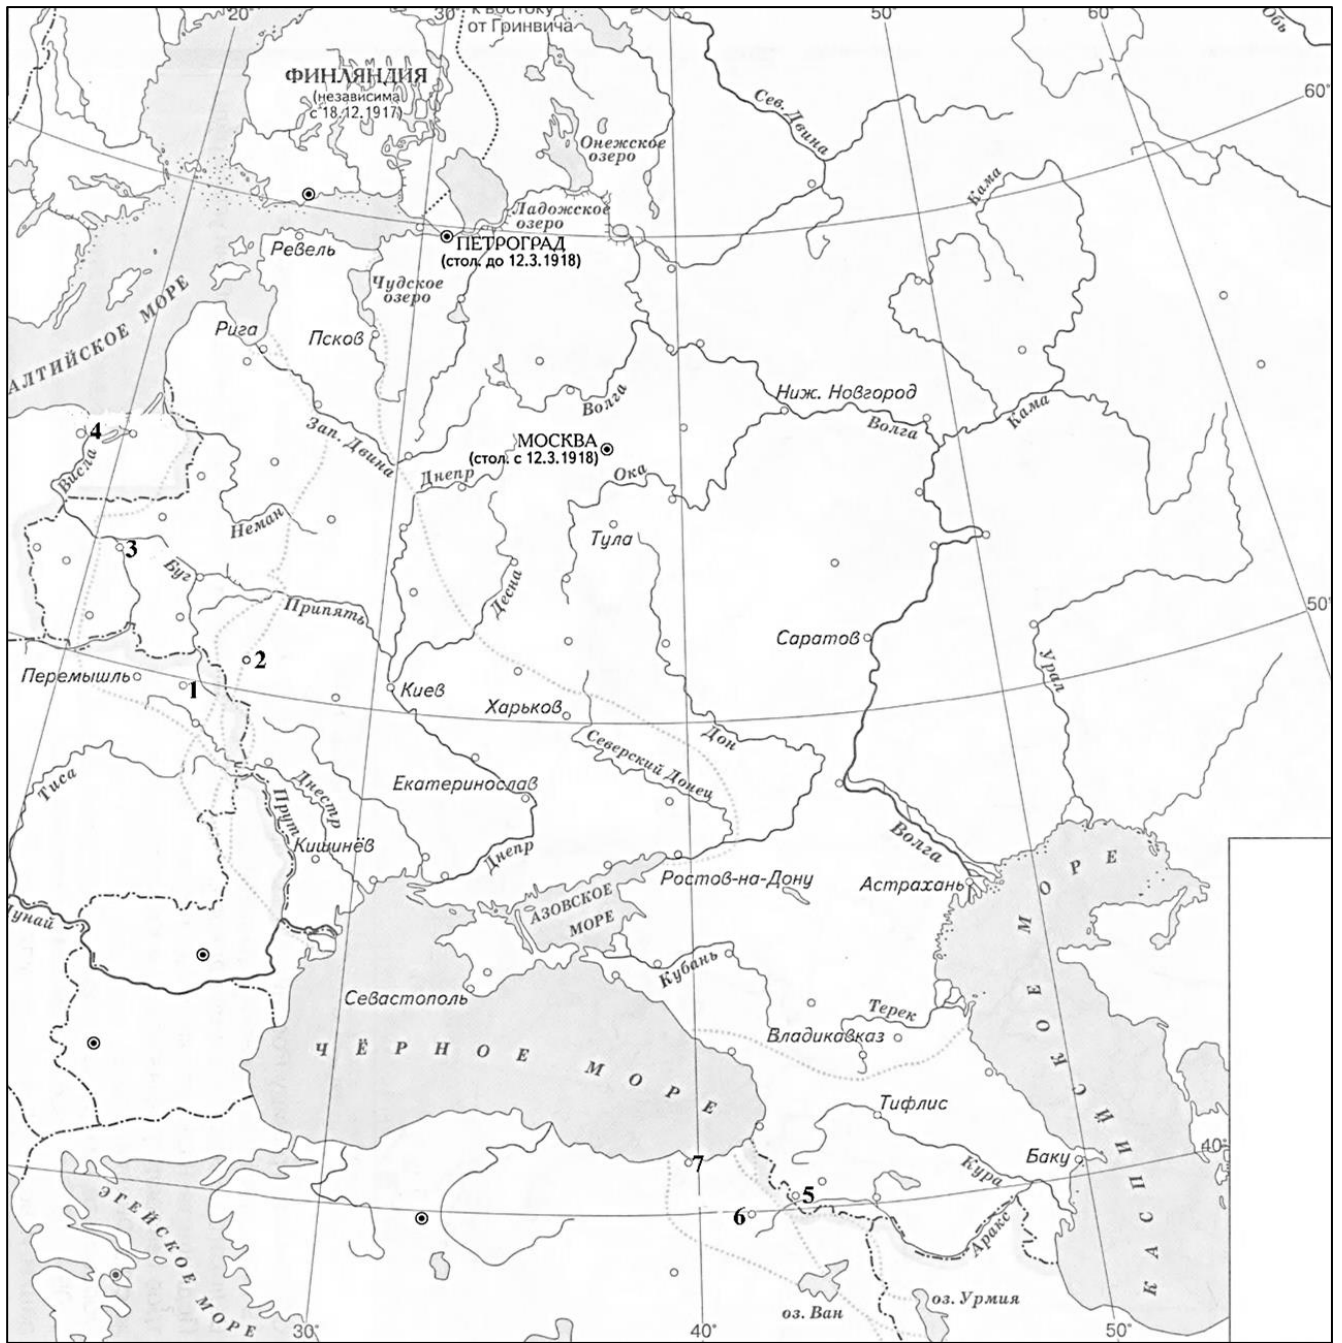 20°
30°
к востоку
от Гринвича
50°
60°
Обь
ФИНЛЯНДИЯ
(независима
с 18.12.1917)
Сев. Двина
60°
Онежское
озеро
Кама
Ладожское
озеро
Ревель
ПЕТРОГРАД
(стол. до 12.3.1918)
Чудское
озеро
АЛТИЙСКОЕ МОРЕ
Рига
Псков
Волга
Ниж. Новгород
Волга
Кама
4
Зап. Двина
МОСКВА
(стол. с 12.3.1918)
Днепр
Ока
Висла
Неман
Тула
3
Буг
Припять
Десна
50°
Саратов
2
Урал
Перемышль
1
Киев
Харьков
Дон
Северский Донец
Тиса
Днестр
Екатеринослав
Прут
Кишинёв
Днепр
Волга
МОРЕ
Ростов-на-Дону
Астрахань
унай
АЗОВСКОЕ
МОРЕ
Кубань
Севастополь
Терек
Владикавказ
ЧЁРНОЕ МОРЕ
КАСПИЙСКОЕ
Тифлис
Баку
40°
7
Кура
ЭГЕЙСКОЕ МОРЕ
5
6
Аракс
оз. Ван
оз. Урмия
30°
40°
50°